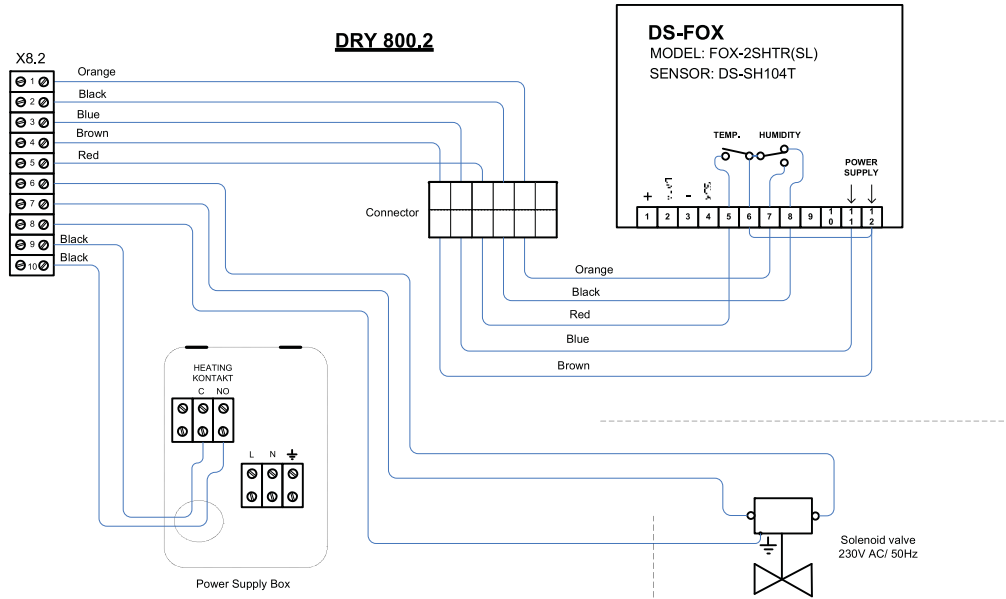 DRY 800.2
DS-FOX
MODEL: FOX-2SHTR(SL)
SENSOR: DS-SH104T
X8.2
1
2
3
4
5
6
7
8
9
10
Orange
Black
Blue
Brown
Red
Black
Black
TEMP. HUMIDITY
POWER
SUPPLY
+ -
1 2 3 4 5 6 7 8 9 10 11 12
Connector
Orange
Black
Red
Blue
Brown
HEATING
KONTAKT
C NO
L N
Power Supply Box
Solenoid valve
230V AC/ 50Hz